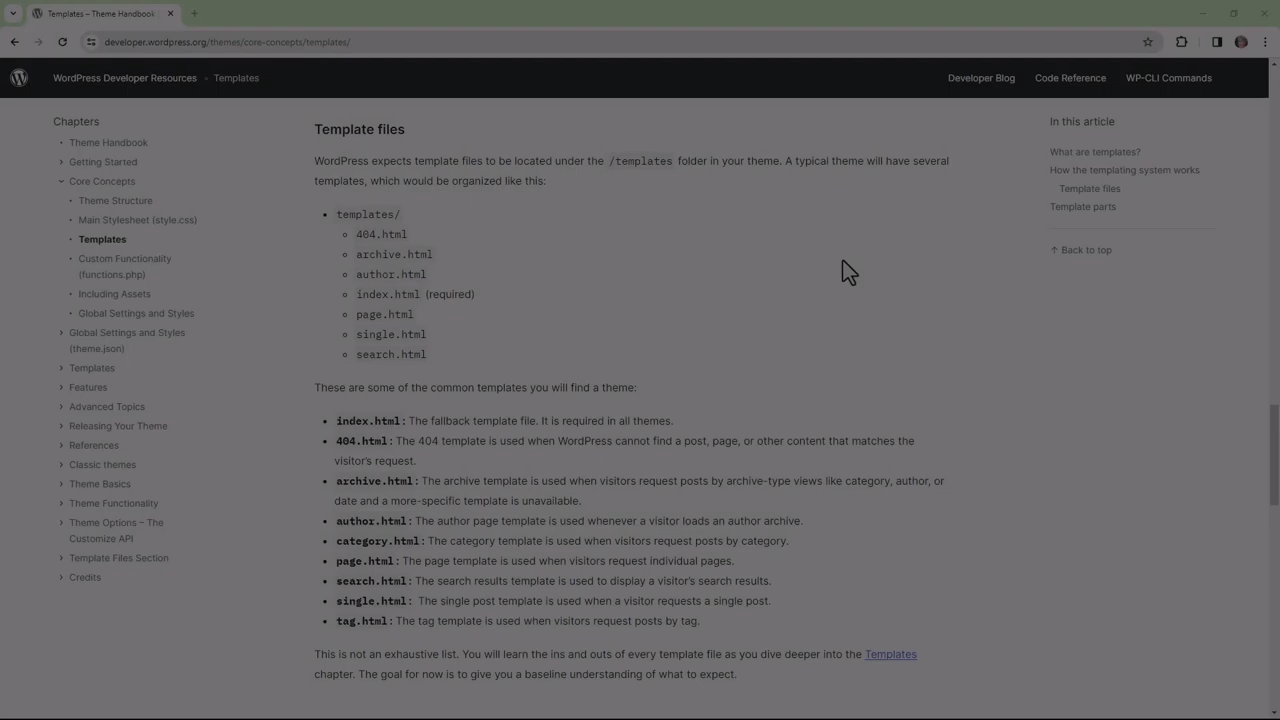 Templates – Theme Handbook
developer.wordpress.org/themes/core-concepts/templates/
WordPress Developer Resources
Templates
Developer Blog
Code Reference
WP-CLI Commands
Chapters
Theme Handbook
Getting Started
Core Concepts
Theme Structure
Main Stylesheet (style.css)
Templates
Custom Functionality
(functions.php)
Including Assets
Global Settings and Styles
Global Settings and Styles
(theme.json)
Templates
Features
Advanced Topics
Releasing Your Theme
References
Classic themes
Theme Basics
Theme Functionality
Theme Options – The
Customize API
Template Files Section
Credits
Template files
WordPress expects template files to be located under the /templates folder in your theme. A typical theme will have several
templates, which would be organized like this:
templates/
404.html
archive.html
author.html
index.html (required)
page.html
single.html
search.html
These are some of the common templates you will find a theme:
index.html: The fallback template file. It is required in all themes.
404.html: The 404 template is used when WordPress cannot find a post, page, or other content that matches the
visitor’s request.
archive.html: The archive template is used when visitors request posts by archive-type views like category, author, or
date and a more-specific template is unavailable.
author.html: The author page template is used whenever a visitor loads an author archive.
category.html: The category template is used when visitors request posts by category.
page.html: The page template is used when visitors request individual pages.
search.html: The search results template is used to display a visitor’s search results.
single.html: The single post template is used when a visitor requests a single post.
tag.html: The tag template is used when visitors request posts by tag.
This is not an exhaustive list. You will learn the ins and outs of every template file as you dive deeper into the Templates
chapter. The goal for now is to give you a baseline understanding of what to expect.
In this article
What are templates?
How the templating system works
Template files
Template parts
↑ Back to top